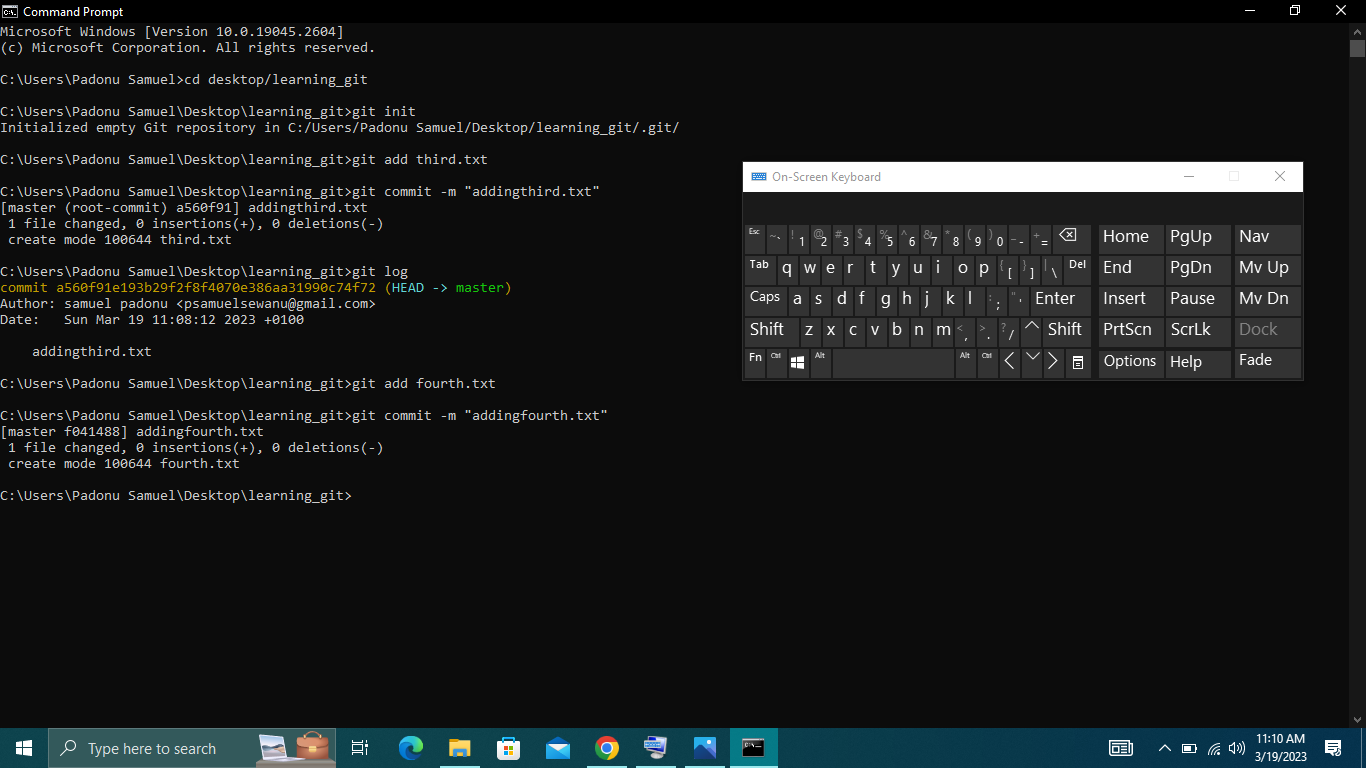 Command Prompt
Microsoft Windows [Version 10.0.19045.2604]
(c) Microsoft Corporation. All rights reserved.
C:\Users\Padonu Samuel>cd desktop/learning_git
C:\Users\Padonu Samuel\Desktop\learning_git>git init
Initialized empty Git repository in C:/Users/Padonu Samuel/Desktop/learning_git/.git/
C:\Users\Padonu Samuel\Desktop\learning_git>git add third.txt
C:\Users\Padonu Samuel\Desktop\learning_git>git commit -m "addingthird.txt"
[master (root-commit) a560f91] addingthird.txt
 1 file changed, 0 insertions(+), 0 deletions(-)
 create mode 100644 third.txt
C:\Users\Padonu Samuel\Desktop\learning_git>git log
commit a560f91e193b29f2f8f4070e386aa31990c74f72 (HEAD -> master)
Author: samuel padonu <psamuelsewanu@gmail.com>
Date:   Sun Mar 19 11:08:12 2023 +0100
    addingthird.txt
C:\Users\Padonu Samuel\Desktop\learning_git>git add fourth.txt
C:\Users\Padonu Samuel\Desktop\learning_git>git commit -m "addingfourth.txt"
[master f041488] addingfourth.txt
 1 file changed, 0 insertions(+), 0 deletions(-)
 create mode 100644 fourth.txt
C:\Users\Padonu Samuel\Desktop\learning_git>
On-Screen Keyboard
Esc ~ ` ! 1 @ 2 # 3 $ 4 % 5 ^ 6 & 7 * 8 ( 9 ) 0 _ - + = Home PgUp Nav
Tab q w e r t y u i o p { [ } ] | \ Del End PgDn Mv Up
Caps a s d f g h j k l : ; " ' Enter Insert Pause Mv Dn
Shift z x c v b n m < , > . ? / Shift PrtScn ScrLk Dock
Fn Ctrl Alt Alt Ctrl Options Help Fade
Type here to search
11:10 AM
3/19/2023